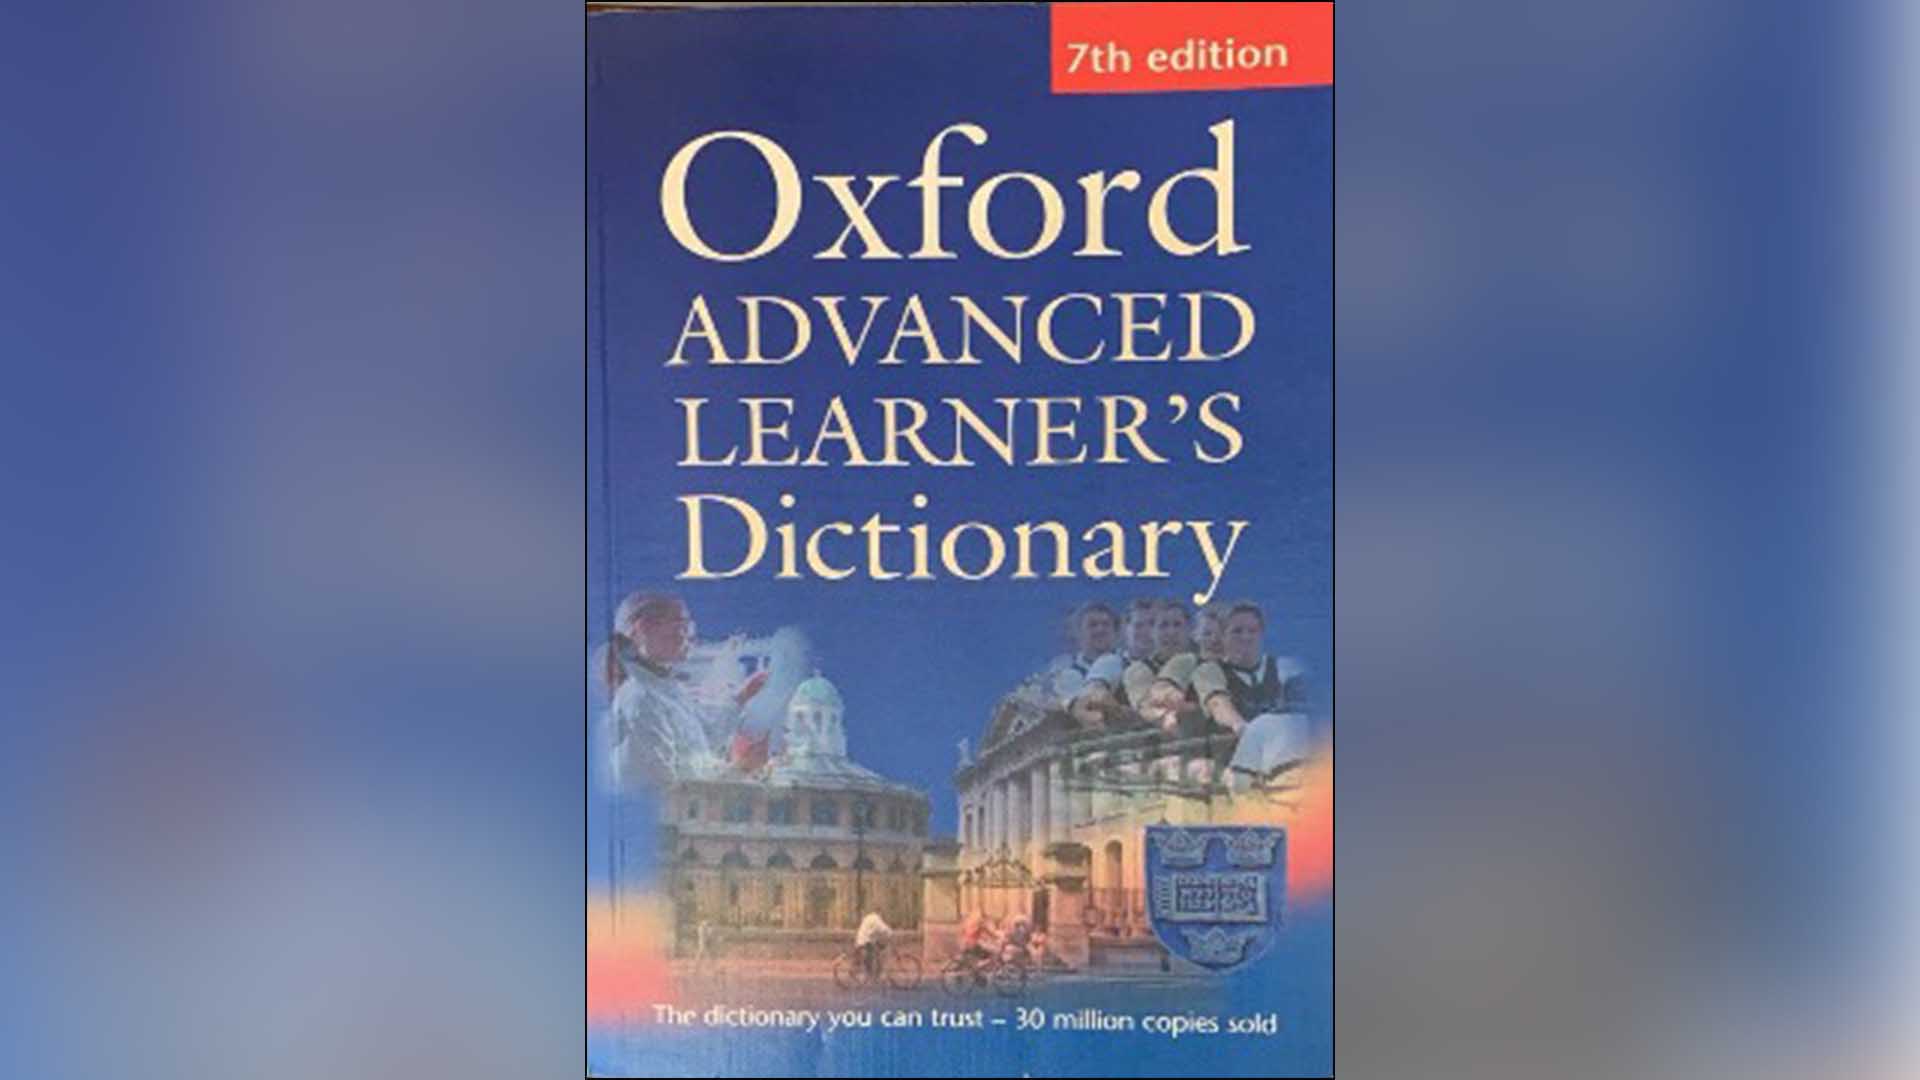 7th edition
Oxford
ADVANCED
LEARNER'S
Dictionary
The dictionary you can trust – 30 million copies sold